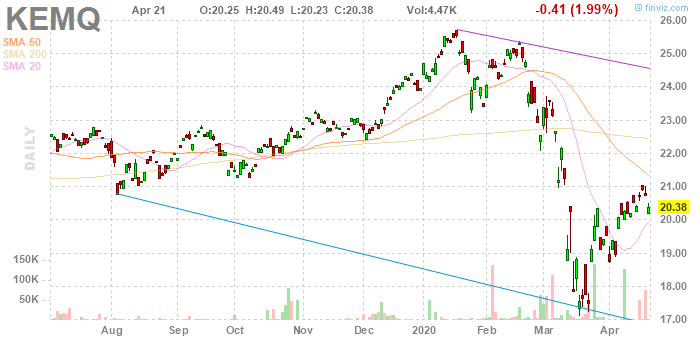 KEMQ Apr 21 O:20.25 H:20.49 L:20.23 C:20.38 Vol:4.47K -0.41 (1.99%)
© finviz.com
SMA 50
SMA 200
SMA 20
DAILY
26.00
25.00
24.00
23.00
22.00
21.00
20.38
20.00
19.00
18.00
17.00
150K
100K
50K
Aug Sep Oct Nov Dec 2020 Feb Mar Apr